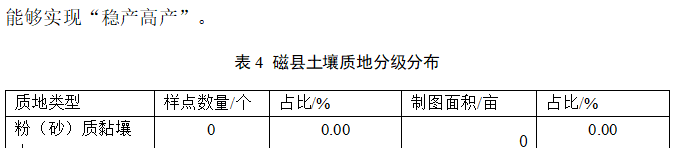 能够实现“稳产高产”。
表 4 磁县土壤质地分级分布
质地类型 样点数量/个 占比/% 制图面积/亩 占比/%
粉（砂）质黏壤 0 0.00 0 0.00